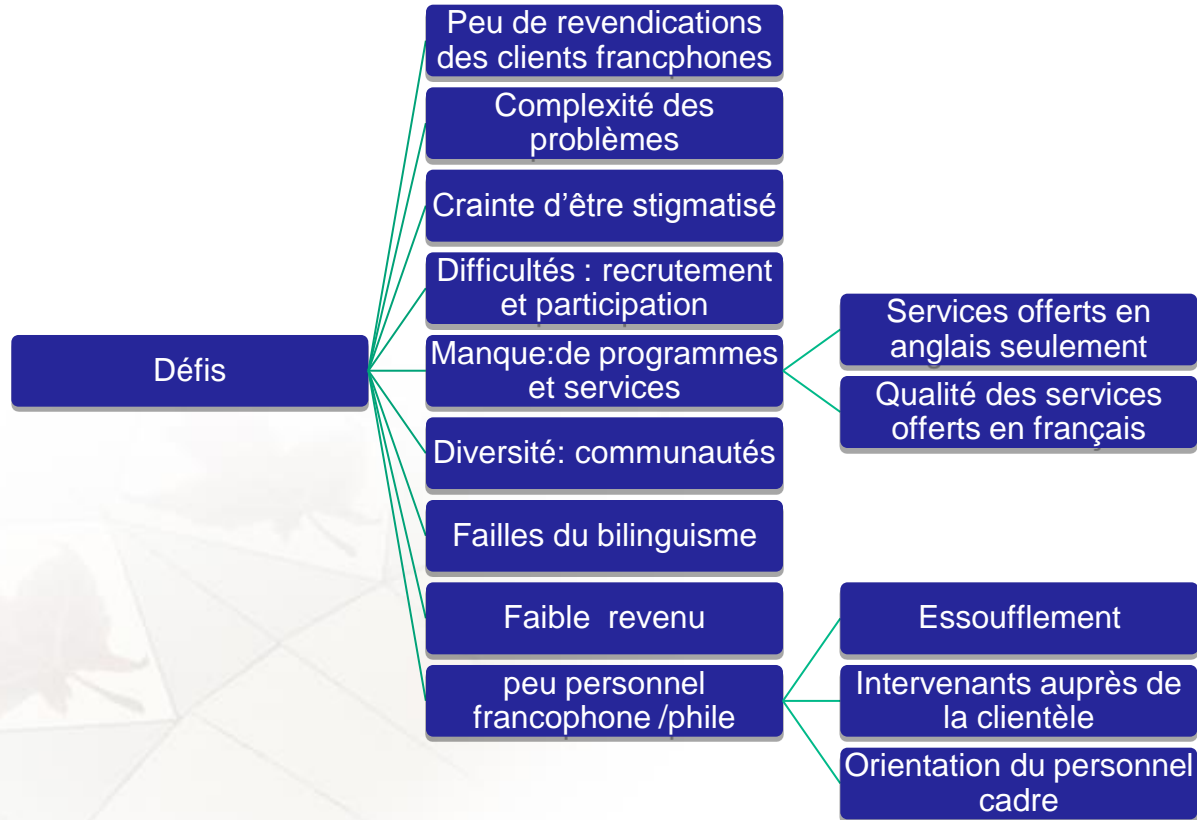 Défis
Peu de revendications
des clients francphones
Complexité des
problèmes
Crainte d’être stigmatisé
Difficultés : recrutement
et participation
Manque:de programmes
et services
Services offerts en
anglais seulement
Qualité des services
offerts en français
Diversité: communautés
Failles du bilinguisme
Faible revenu
peu personnel
francophone /phile
Essoufflement
Intervenants auprès de
la clientèle
Orientation du personnel
cadre